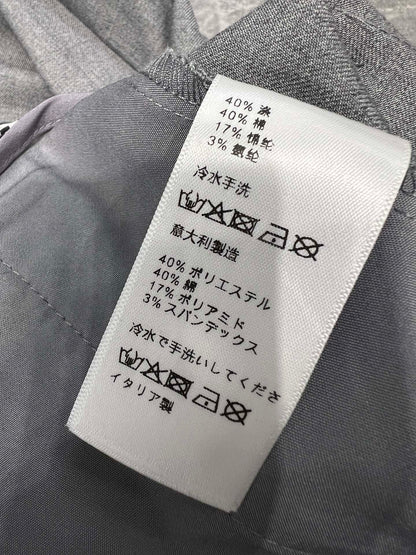 40% 涤
40% 棉
17% 锦纶
3% 氨纶
冷水手洗
意大利製造
40% ポリエステル
40% 綿
17% ポリアミド
3% スパンデックス
冷水で手洗いしてくださ
イタリア製